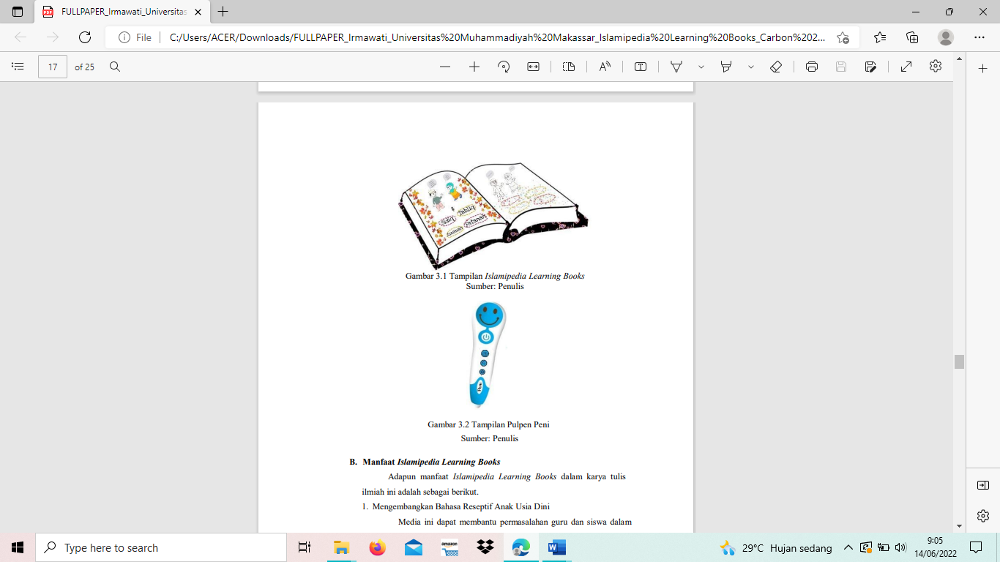 FULLPAPER_Irmawati_Universitas
File
C:/Users/ACER/Downloads/FULLPAPER_Irmawati_Universitas%20Muhammadiyah%20Makassar_Islamipedia%20Learning%20Books_Carbon%202...
17 of 25
Sidiq Tabliq
Amanah Fatanah
Gambar 3.1 Tampilan Islamipedia Learning Books
Sumber: Penulis
Peni
Gambar 3.2 Tampilan Pulpen Peni
Sumber: Penulis
B. Manfaat Islamipedia Learning Books
Adapun manfaat Islamipedia Learning Books dalam karya tulis
ilmiah ini adalah sebagai berikut.
1. Mengembangkan Bahasa Reseptif Anak Usia Dini
Media ini dapat membantu permasalahan guru dan siswa dalam
Type here to search
amazon
29°C Hujan sedang
9:05
14/06/2022